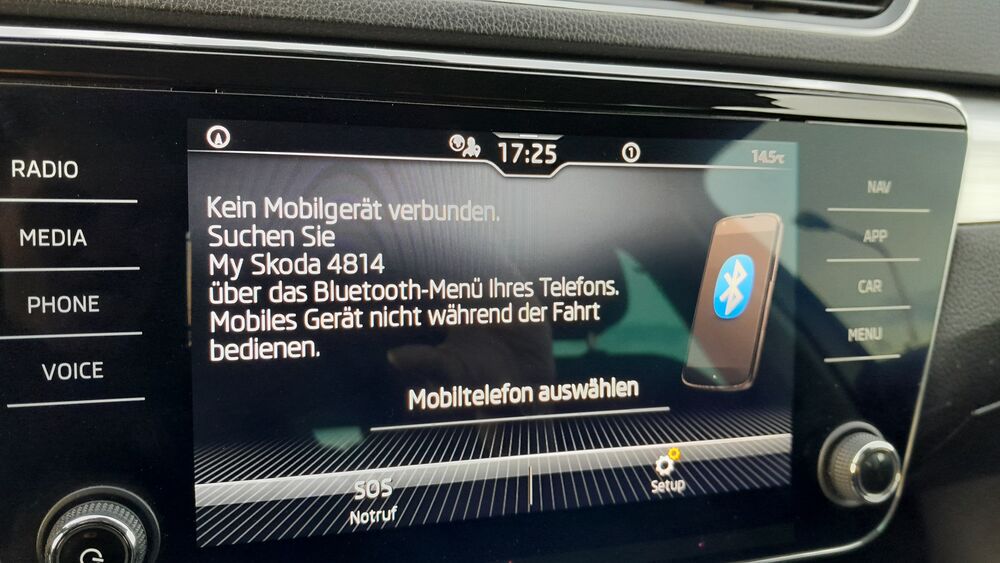 RADIO
MEDIA
PHONE
VOICE
17:25
1
14.5°C
Kein Mobilgerät verbunden.
Suchen Sie
My Skoda 4814
über das Bluetooth-Menü Ihres Telefons.
Mobiles Gerät nicht während der Fahrt
bedienen.
Mobiltelefon auswählen
SOS
Notruf
Setup
NAV
APP
CAR
MENU